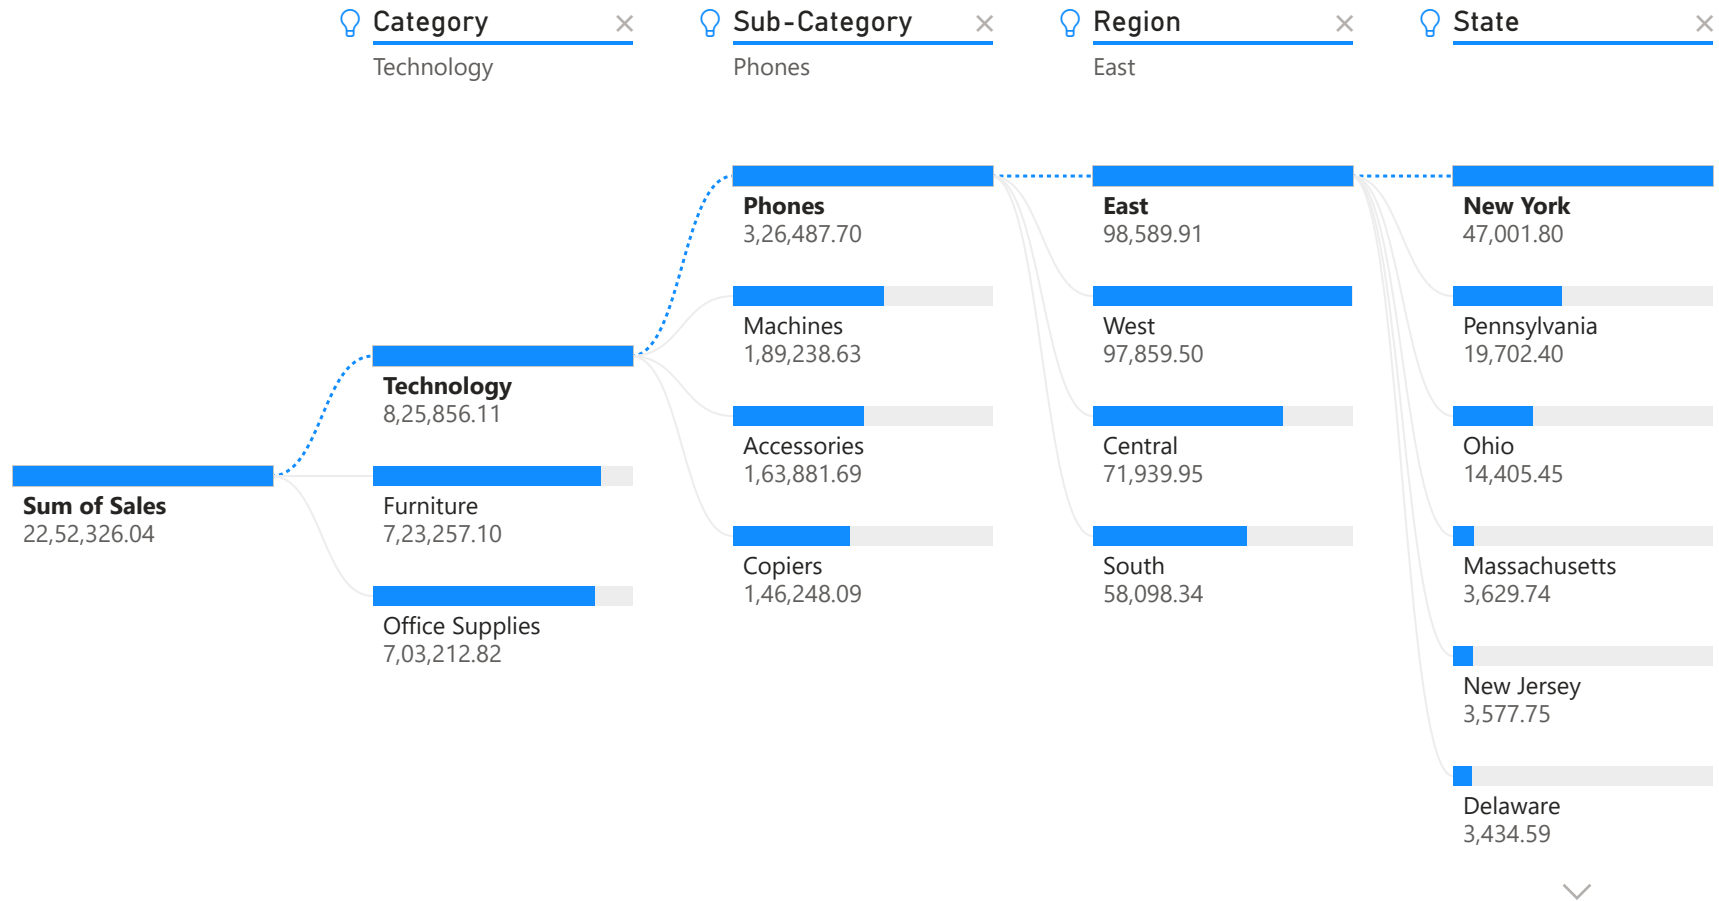 Category
Sub-Category
Region
State
Technology
Phones
East
Sum of Sales
22,52,326.04
Technology
8,25,856.11
Furniture
7,23,257.10
Office Supplies
7,03,212.82
Phones
3,26,487.70
Machines
1,89,238.63
Accessories
1,63,881.69
Copiers
1,46,248.09
East
98,589.91
West
97,859.50
Central
71,939.95
South
58,098.34
New York
47,001.80
Pennsylvania
19,702.40
Ohio
14,405.45
Massachusetts
3,629.74
New Jersey
3,577.75
Delaware
3,434.59